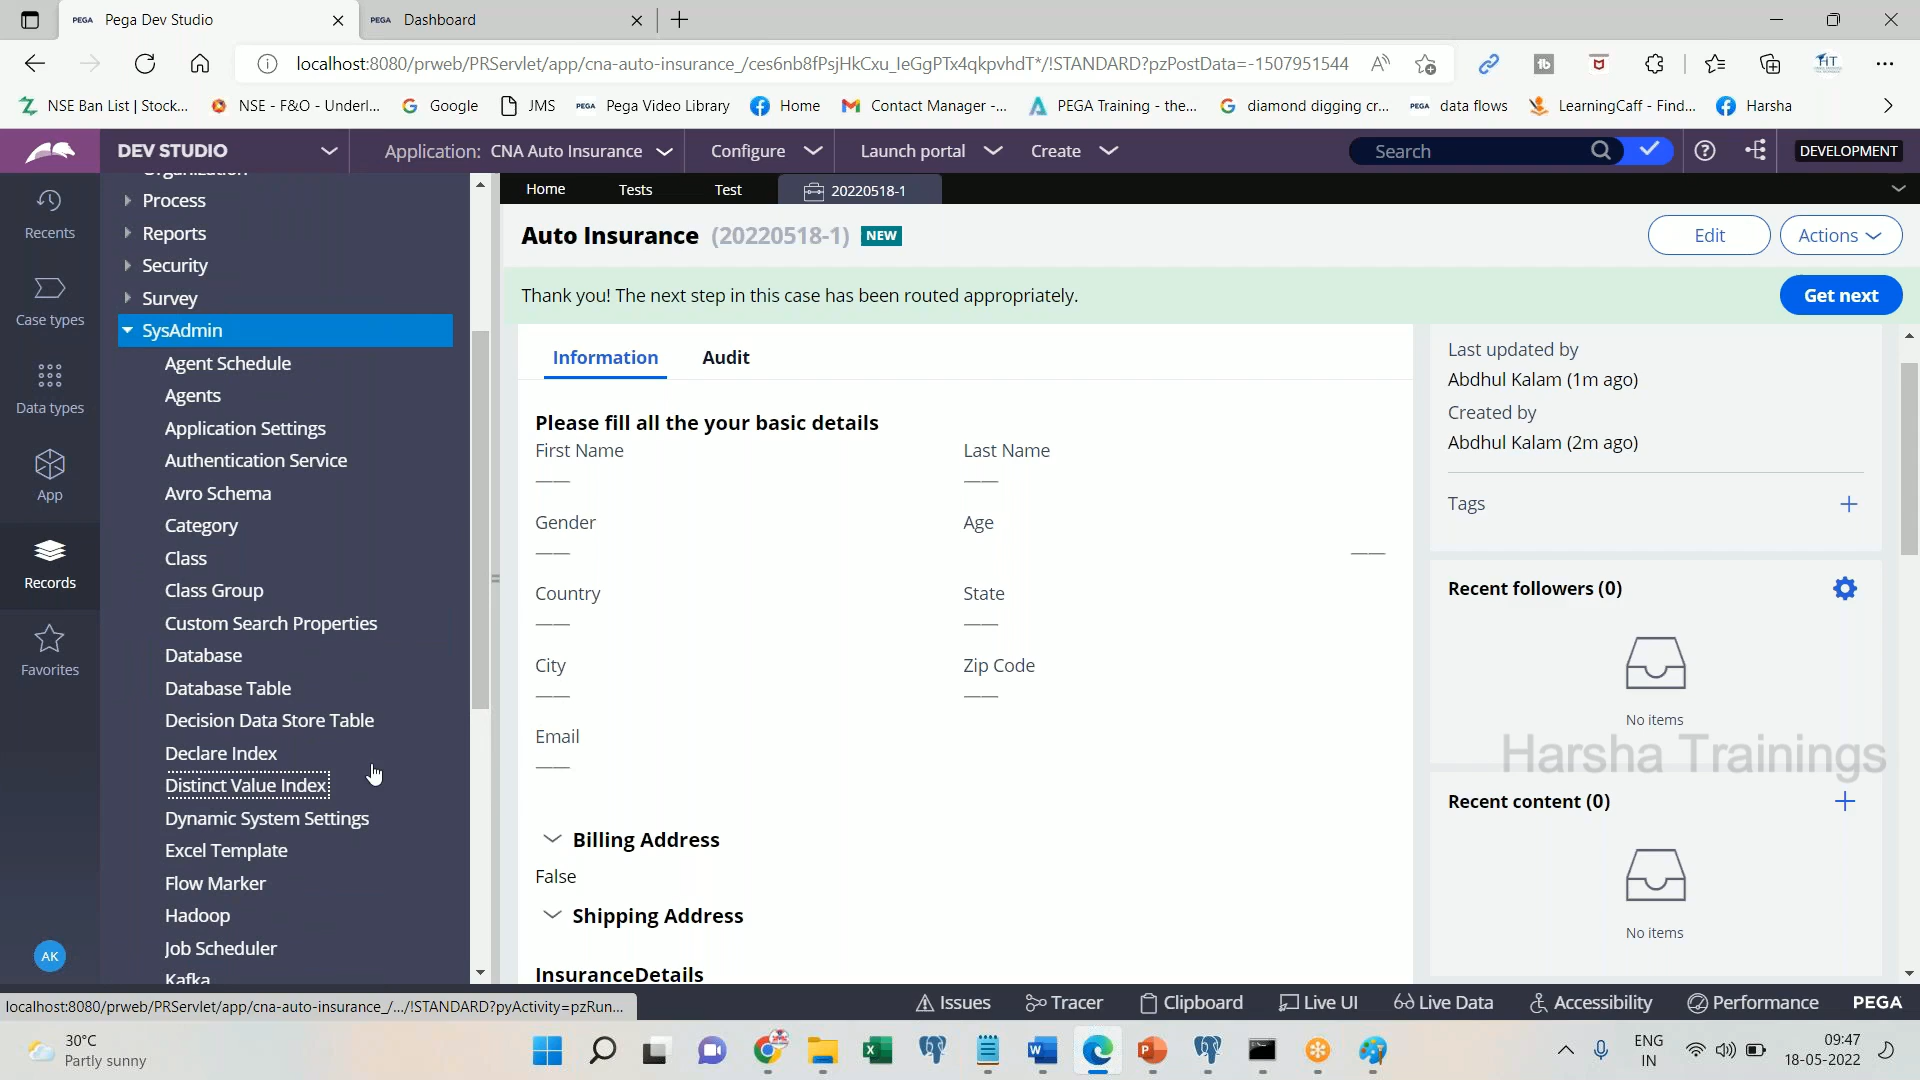 PEGA Pega Dev Studio
PEGA Dashboard
localhost:8080/prweb/PRServlet/app/cna-auto-insurance_/ces6nb8fPsjHkCxu_IeGgPTx4qkpvhdT*/!STANDARD?pzPostData=-1507951544
NSE Ban List | Stock...
NSE - F&O - Underl...
Google
JMS
PEGA Pega Video Library
Home
Contact Manager -...
PEGA Training - the...
diamond digging cr...
PEGA data flows
LearningCaff - Find...
Harsha
DEV STUDIO
Application: CNA Auto Insurance
Configure
Launch portal
Create
Search
DEVELOPMENT
Recents
Case types
Data types
App
Records
Favorites
AK
Organization
Process
Reports
Security
Survey
SysAdmin
Agent Schedule
Agents
Application Settings
Authentication Service
Avro Schema
Category
Class
Class Group
Custom Search Properties
Database
Database Table
Decision Data Store Table
Declare Index
Distinct Value Index
Dynamic System Settings
Excel Template
Flow Marker
Hadoop
Job Scheduler
Kafka
Home
Tests
Test
20220518-1
Auto Insurance (20220518-1) NEW
Edit
Actions
Thank you! The next step in this case has been routed appropriately.
Get next
Information
Audit
Please fill all the your basic details
First Name
Last Name
——
——
Gender
Age
——
——
Country
State
——
——
City
Zip Code
——
——
Email
——
Billing Address
False
Shipping Address
InsuranceDetails
Last updated by
Abdhul Kalam (1m ago)
Created by
Abdhul Kalam (2m ago)
Tags
Recent followers (0)
No items
Harsha Trainings
Recent content (0)
No items
localhost:8080/prweb/PRServlet/app/cna-auto-insurance_/.../!STANDARD?pyActivity=pzRun...
Issues
Tracer
Clipboard
Live UI
Live Data
Accessibility
Performance
PEGA
30°C
Partly sunny
ENG
IN
09:47
18-05-2022